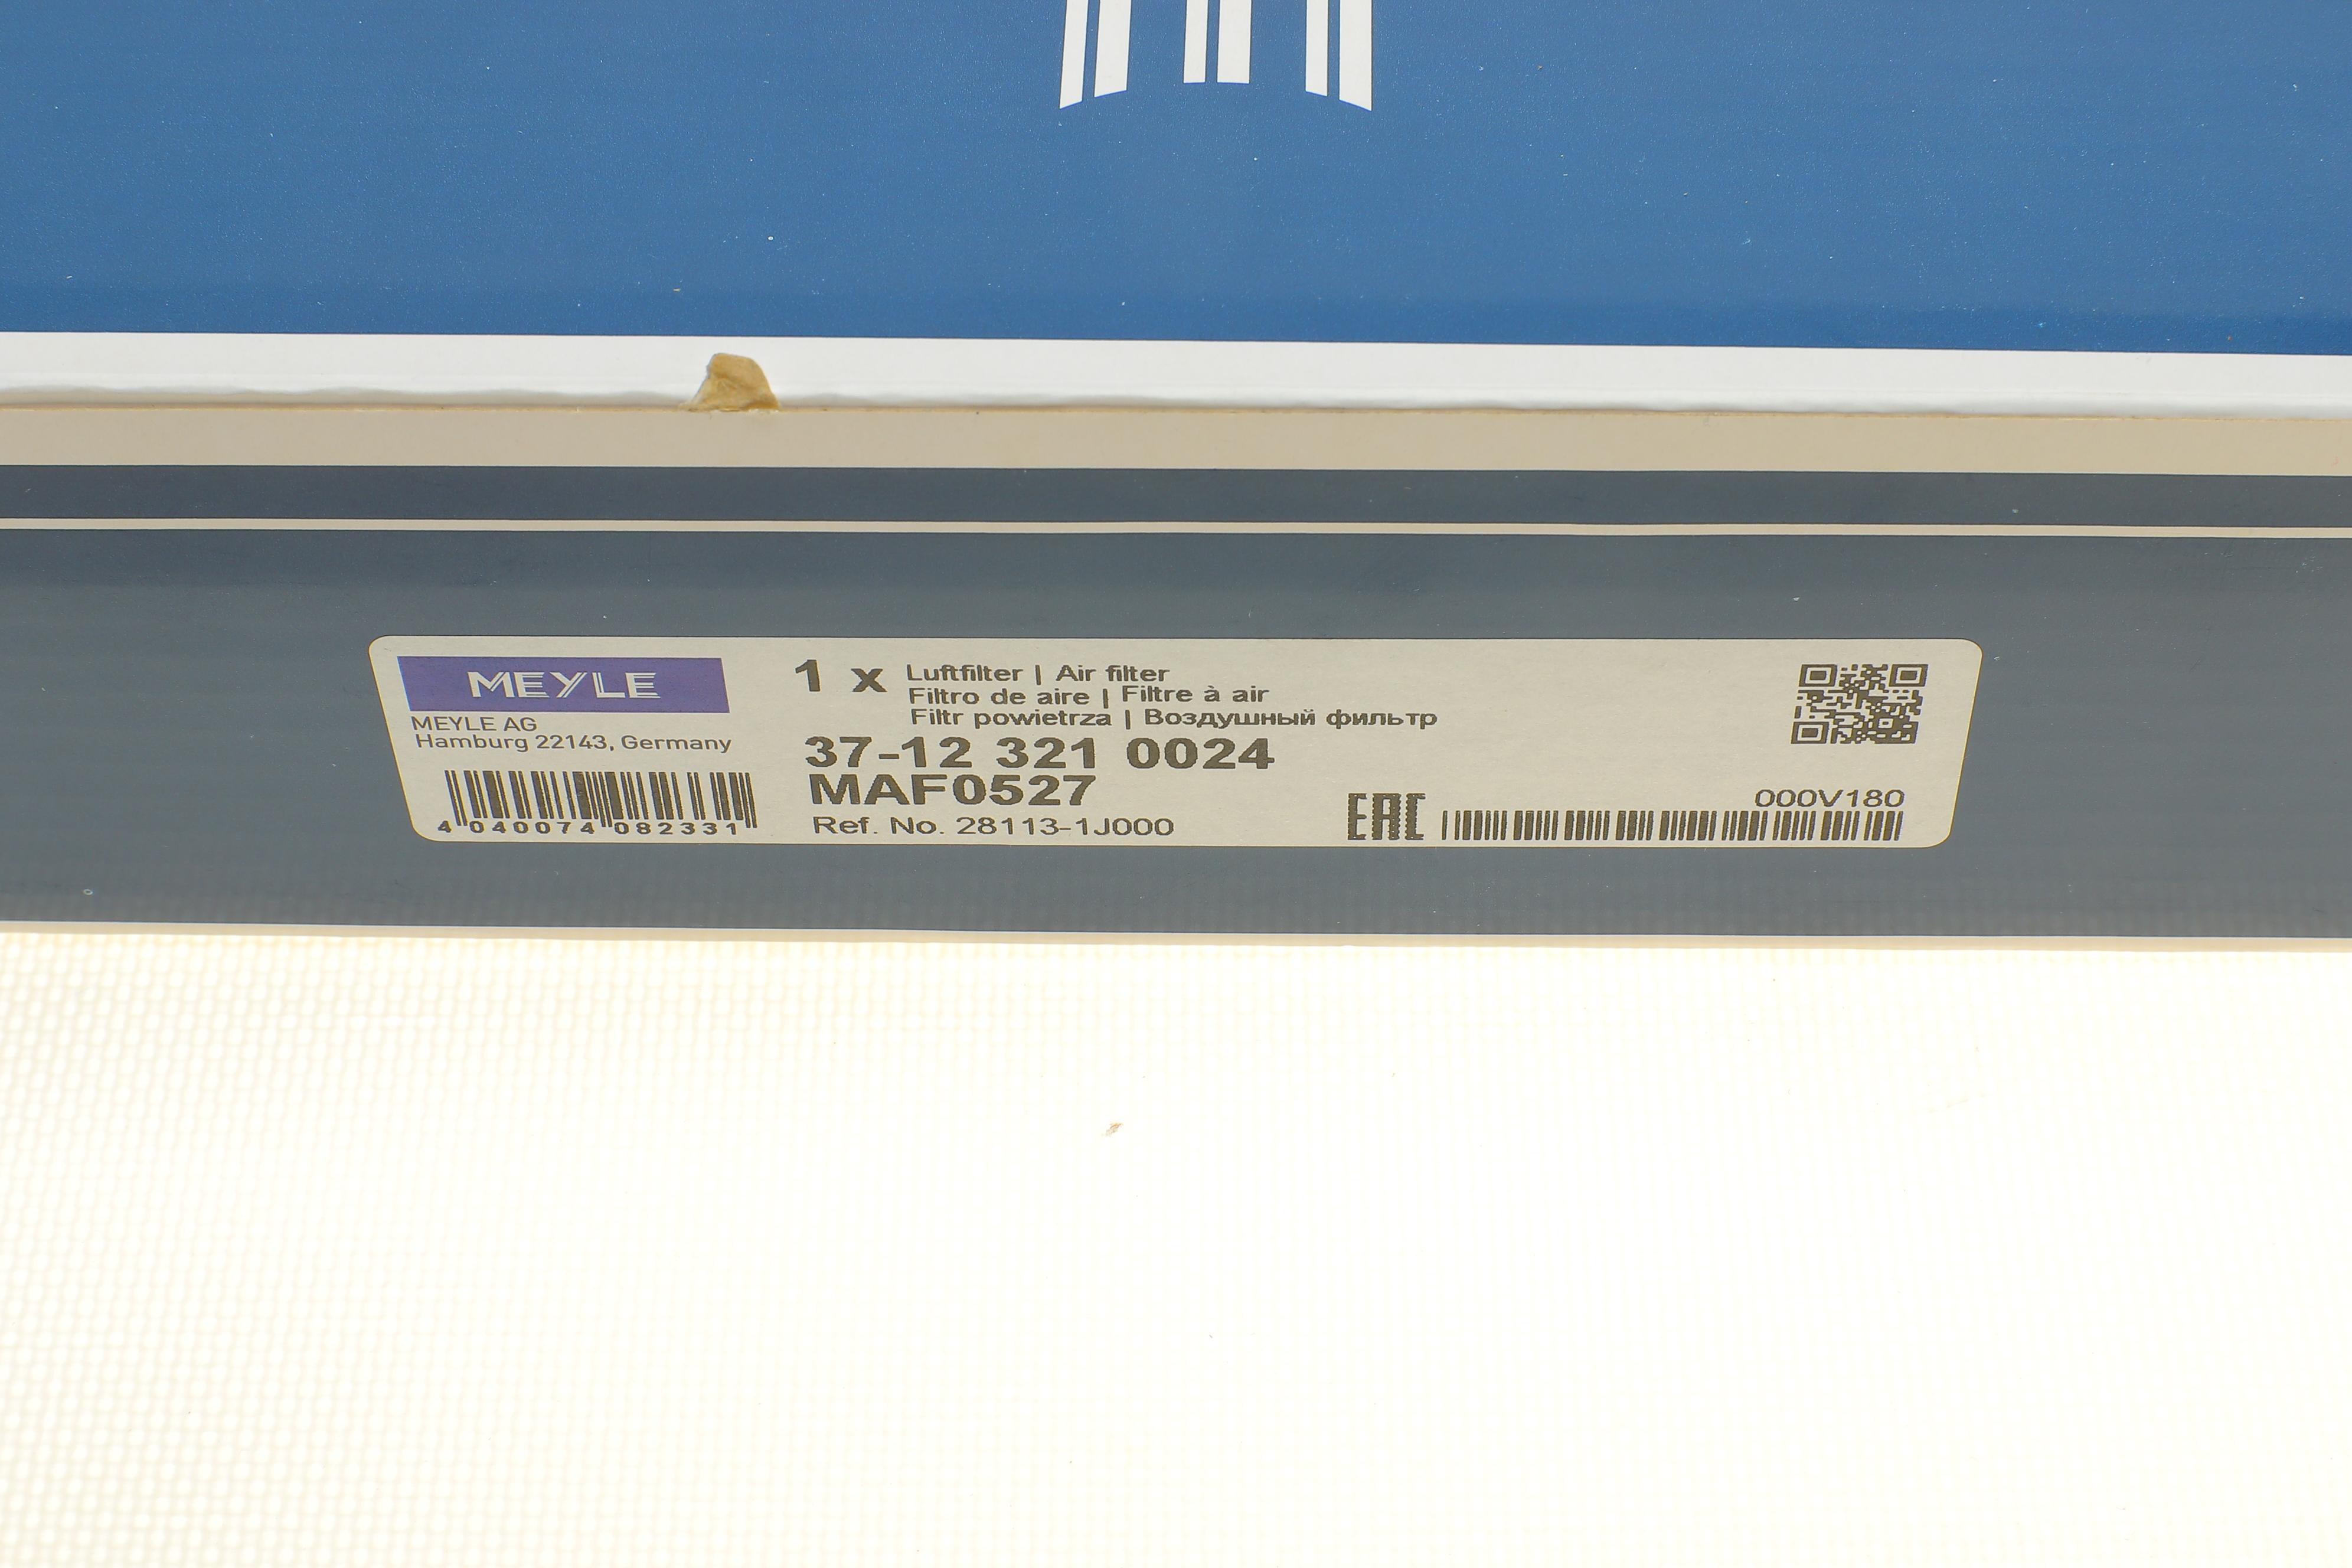 MEYLE
MEYLE AG
Hamburg 22143, Germany
4 040074 082331
1 x Luftfilter | Air filter
Filtro de aire | Filtre à air
Filtr powietrza | Воздушный фильтр
37-12 321 0024
MAF0527
Ref. No. 28113-1J000
EAC
000V180